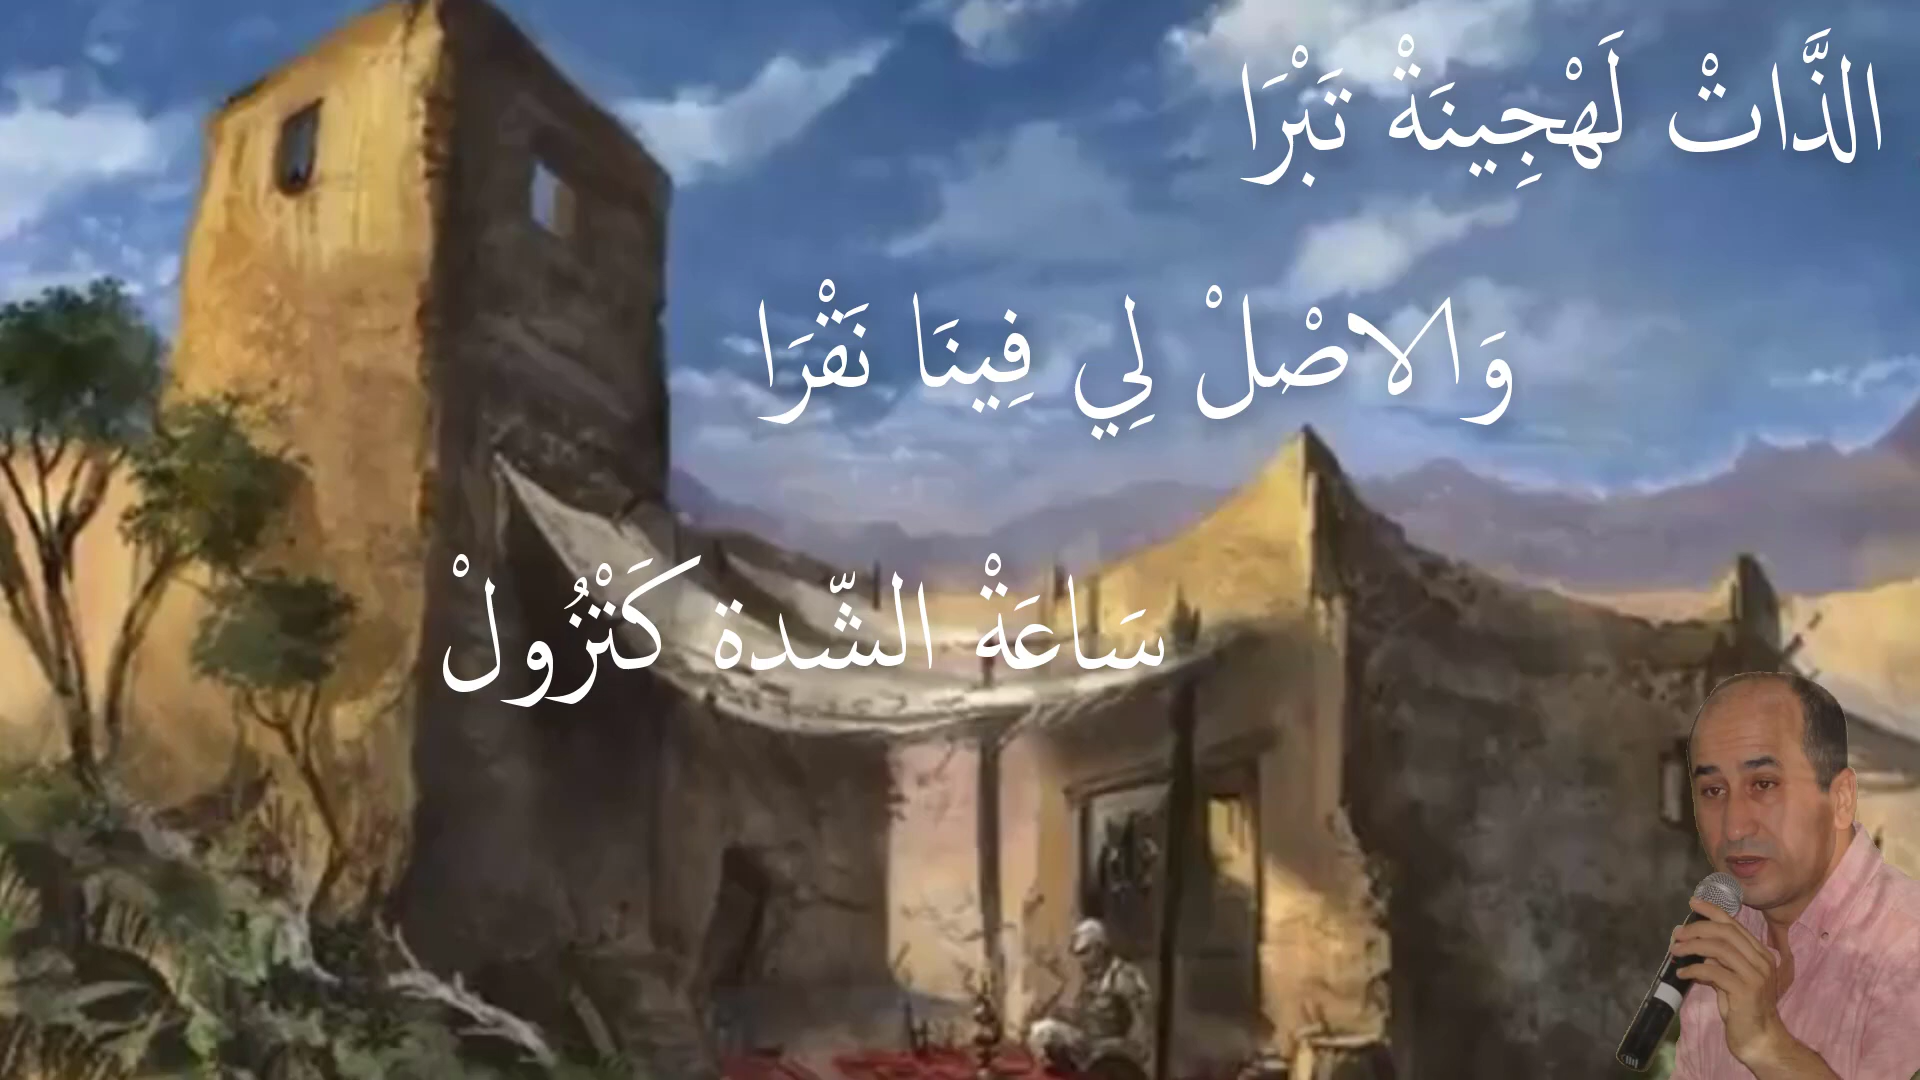 الذَّاتْ لَهْجِينَةْ تَبْرَا
وَالاصْلْ لِي فِينَا نَقْرَا
سَاعَةْ الشّدة كَتْزُولْ